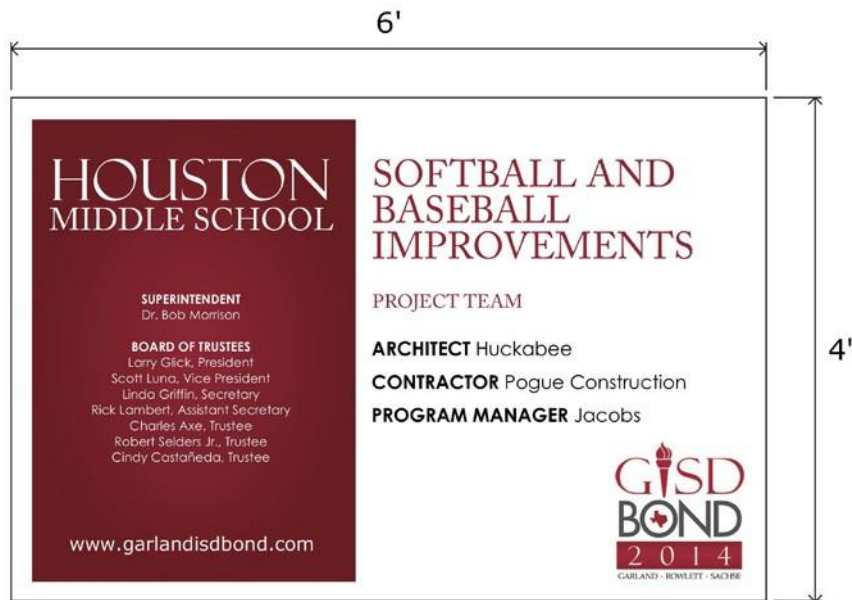 6'
HOUSTON
MIDDLE SCHOOL
SUPERINTENDENT
Dr. Bob Morrison
BOARD OF TRUSTEES
Larry Glick, President
Scott Luna, Vice President
Linda Griffin, Secretary
Rick Lambert, Assistant Secretary
Charles Axe, Trustee
Robert Selders Jr., Trustee
Cindy Castañeda, Trustee
www.garlandisdbond.com
SOFTBALL AND
BASEBALL
IMPROVEMENTS
PROJECT TEAM
ARCHITECT Huckabee
CONTRACTOR Pogue Construction
PROGRAM MANAGER Jacobs
GISD
BOND
2014
GARLAND - ROWLETT - SACHSE
4'